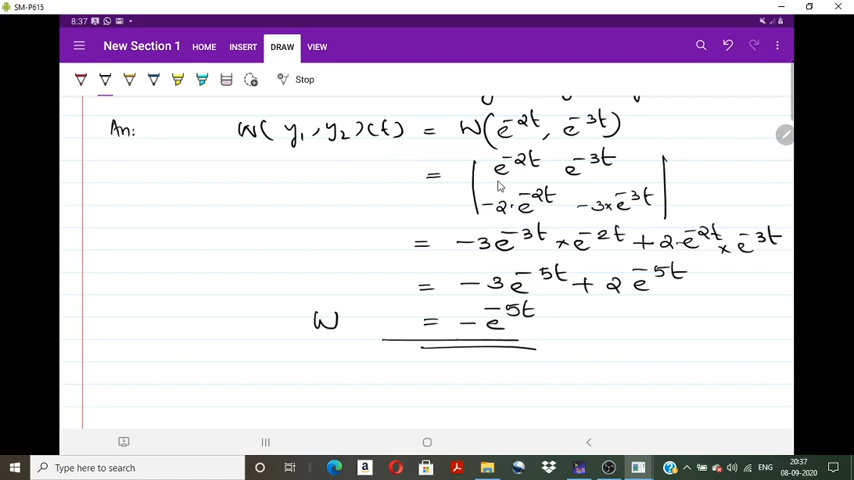 SM-P615
8:37
New Section 1 HOME INSERT DRAW VIEW
Stop
An: W( y₁, y₂)(t) = W(e^-2t, e^-3t)
= | e^-2t e^-3t |
| -2·e^-2t -3×e^-3t |
= -3e^-3t × e^-2t + 2·e^-2t × e^-3t
= -3e^-5t + 2e^-5t
W = -e^-5t
Type here to search
ENG
20:37
08-09-2020